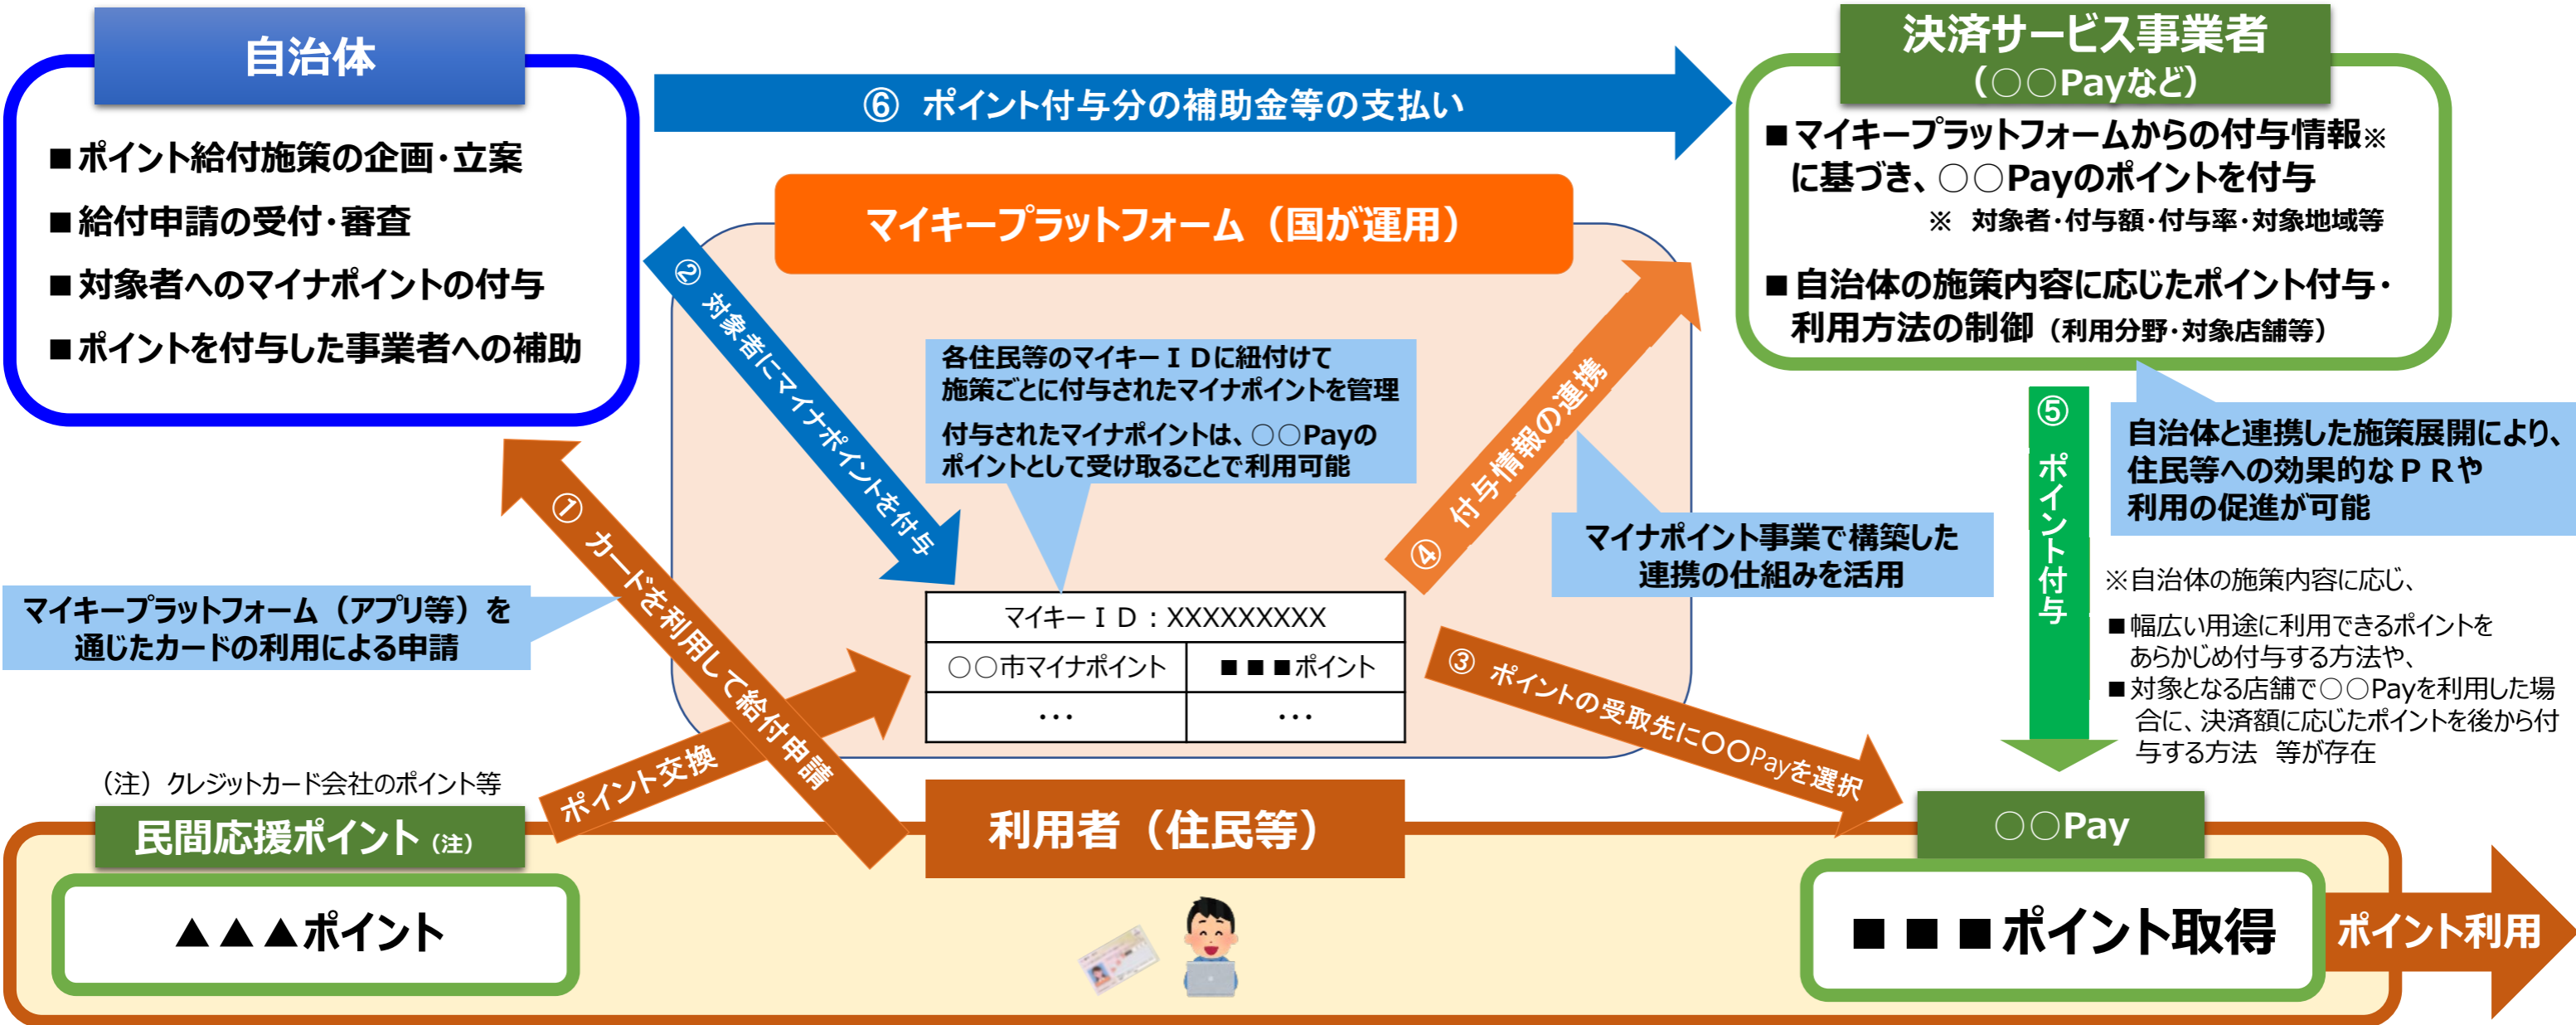 自治体
■ポイント給付施策の企画・立案
■給付申請の受付・審査
■対象者へのマイナポイントの付与
■ポイントを付与した事業者への補助
⑥ ポイント付与分の補助金等の支払い
決済サービス事業者
（○○Payなど）
■マイキープラットフォームからの付与情報※
に基づき、○○Payのポイントを付与
※ 対象者・付与額・付与率・対象地域等
■自治体の施策内容に応じたポイント付与・
利用方法の制御（利用分野・対象店舗等）
マイキープラットフォーム（国が運用）
② 対象者にマイナポイントを付与
各住民等のマイキーＩＤに紐付けて
施策ごとに付与されたマイナポイントを管理
付与されたマイナポイントは、○○Payの
ポイントとして受け取ることで利用可能
④ 付与情報の連携
マイナポイント事業で構築した
連携の仕組みを活用
⑤ ポイント付与
自治体と連携した施策展開により、
住民等への効果的なＰＲや
利用の促進が可能
※自治体の施策内容に応じ、
■幅広い用途に利用できるポイントを
あらかじめ付与する方法や、
■対象となる店舗で○○Payを利用した場
合に、決済額に応じたポイントを後から付
与する方法 等が存在
① カードを利用して給付申請
マイキープラットフォーム（アプリ等）を
通じたカードの利用による申請
マイキーＩＤ：XXXXXXXXX
○○市マイナポイント ■■■ポイント
… …
③ ポイントの受取先に〇〇Payを選択
ポイント交換
（注）クレジットカード会社のポイント等
民間応援ポイント（注）
▲▲▲ポイント
利用者（住民等）
○○Pay
■■■ポイント取得
ポイント利用